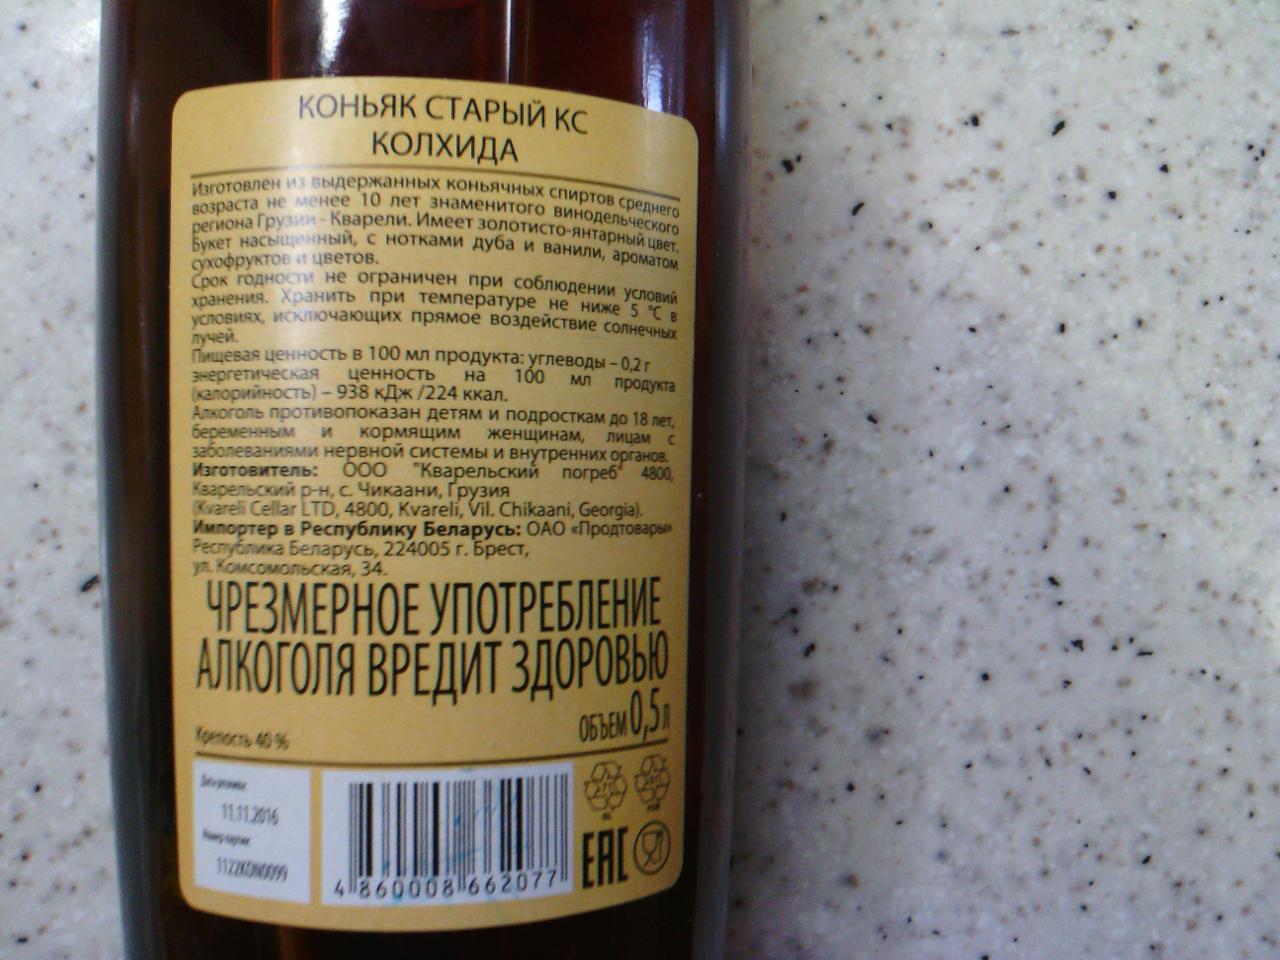 КОНЬЯК СТАРЫЙ КС
КОЛХИДА
Изготовлен из выдержанных коньячных спиртов среднего
возраста не менее 10 лет знаменитого винодельческого
региона Грузии - Кварели. Имеет золотисто-янтарный цвет.
Букет насыщенный, с нотками дуба и ванили, ароматом
сухофруктов и цветов.
Срок годности не ограничен при соблюдении условий
хранения. Хранить при температуре не ниже 5 °С в
условиях, исключающих прямое воздействие солнечных
лучей.
Пищевая ценность в 100 мл продукта: углеводы – 0,2 г
энергетическая ценность на 100 мл продукта
(калорийность) – 938 кДж /224 ккал.
Алкоголь противопоказан детям и подросткам до 18 лет,
беременным и кормящим женщинам, лицам с
заболеваниями нервной системы и внутренних органов.
Изготовитель: ООО "Кварельский погреб" 4800,
Кварельский р-н, с. Чикаани, Грузия
(Kvareli Cellar LTD, 4800, Kvareli, Vil. Chikaani, Georgia).
Импортер в Республику Беларусь: ОАО «Продтовары»
Республика Беларусь, 224005 г. Брест,
ул. Комсомольская, 34.
ЧРЕЗМЕРНОЕ УПОТРЕБЛЕНИЕ
АЛКОГОЛЯ ВРЕДИТ ЗДОРОВЬЮ
ОБЪЕМ 0,5 л
Крепость 40 %
Дата розлива:
11.11.2016
Номер партии
1122KON0099
4 860008 662077
EAC